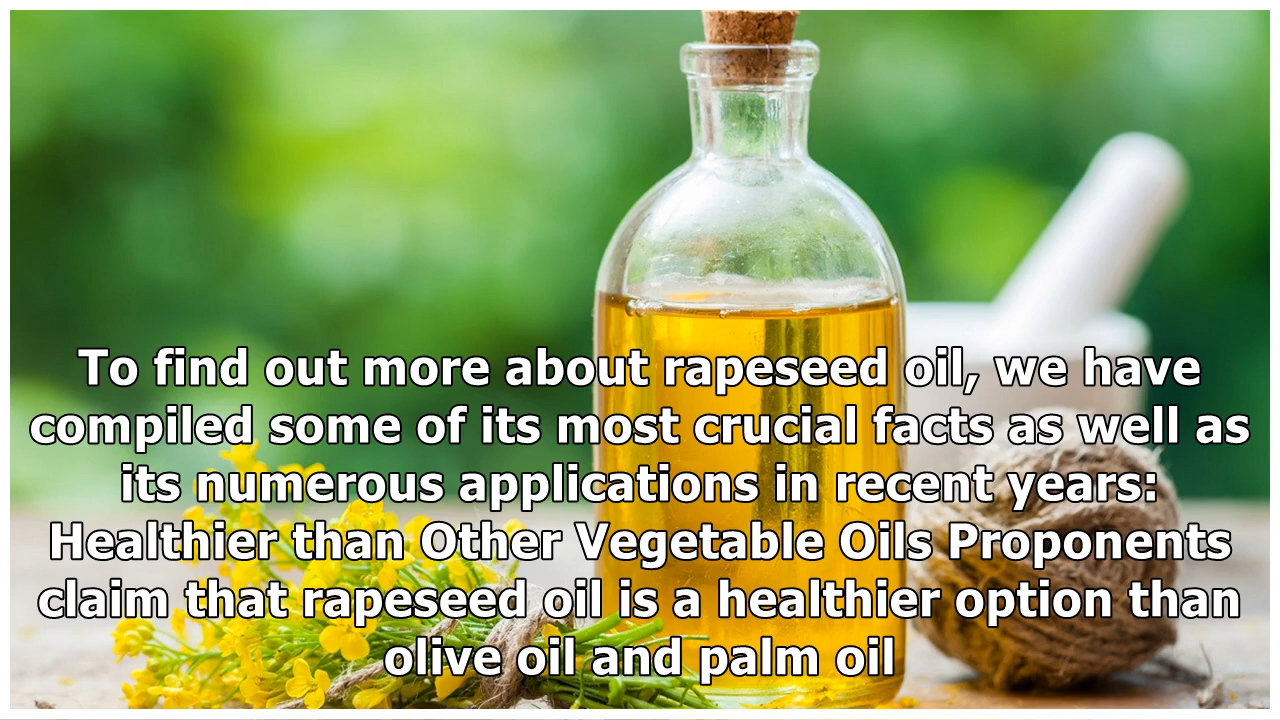 To find out more about rapeseed oil, we have
compiled some of its most crucial facts as well as
its numerous applications in recent years:
Healthier than Other Vegetable Oils Proponents
claim that rapeseed oil is a healthier option than
olive oil and palm oil